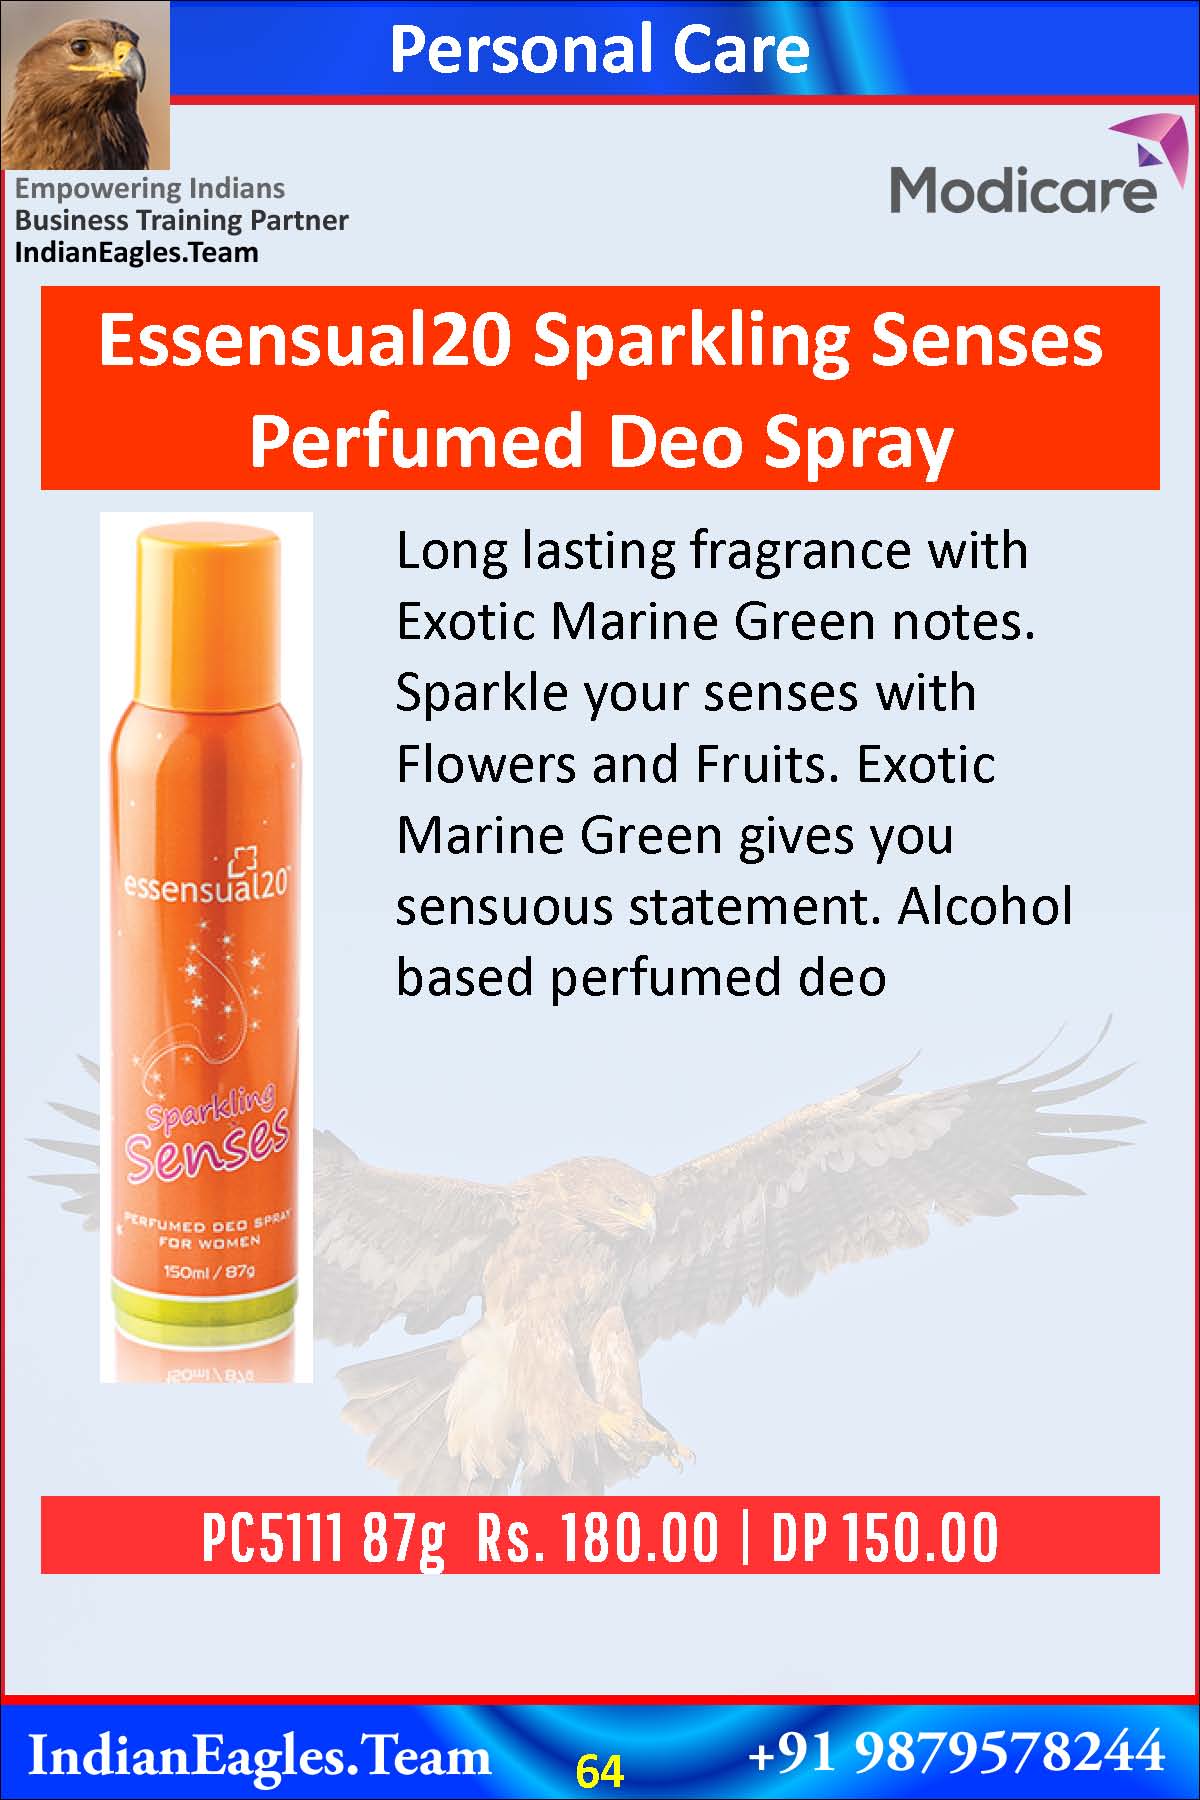 Personal Care
Empowering Indians
Business Training Partner
IndianEagles.Team
Modicare
Essensual20 Sparkling Senses
Perfumed Deo Spray
Long lasting fragrance with
Exotic Marine Green notes.
Sparkle your senses with
Flowers and Fruits. Exotic
Marine Green gives you
sensuous statement. Alcohol
based perfumed deo
essensual20™
Sparkling
Senses
PERFUMED DEO SPRAY
FOR WOMEN
150ml / 87g
PC5111 87g Rs. 180.00 | DP 150.00
IndianEagles.Team
64
+91 9879578244